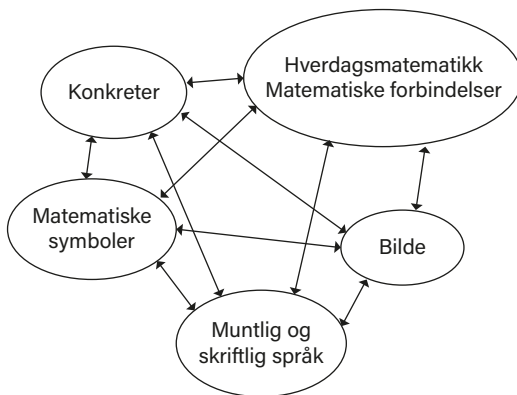 Hverdagsmatematikk
Matematiske forbindelser
Konkreter
Matematiske
symboler
Bilde
Muntlig og
skriftlig språk